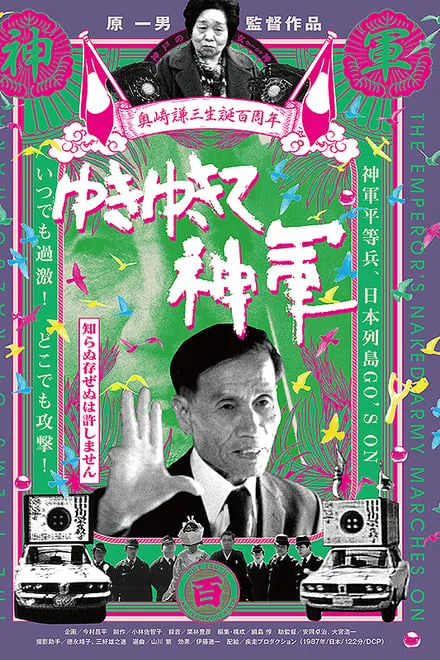 原 一男 監督作品
神
軍
奥崎謙三生誕百周年
ゆきゆきて
神軍
神軍平等兵、日本列島GO'S ON
いつでも過激！ どこでも攻撃！
知らぬ存ぜぬは許しません
THE EMPEROR'S NAKED ARMY MARCHES ON
百
企画／今村昌平 製作／小林佐智子 録音／栗林豊彦 編集・構成／鍋島 惇 助監督／安岡卓治、大宮浩一
撮影助手／徳永靖子、三好雄之進 選曲／山川 繁 効果／伊藤進一 配給／疾走プロダクション（1987年/日本/122分/DCP）